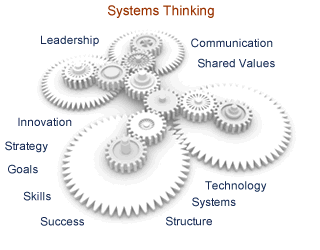 Systems Thinking
Leadership
Communication
Shared Values
Innovation
Strategy
Goals
Skills
Success
Technology
Systems
Structure